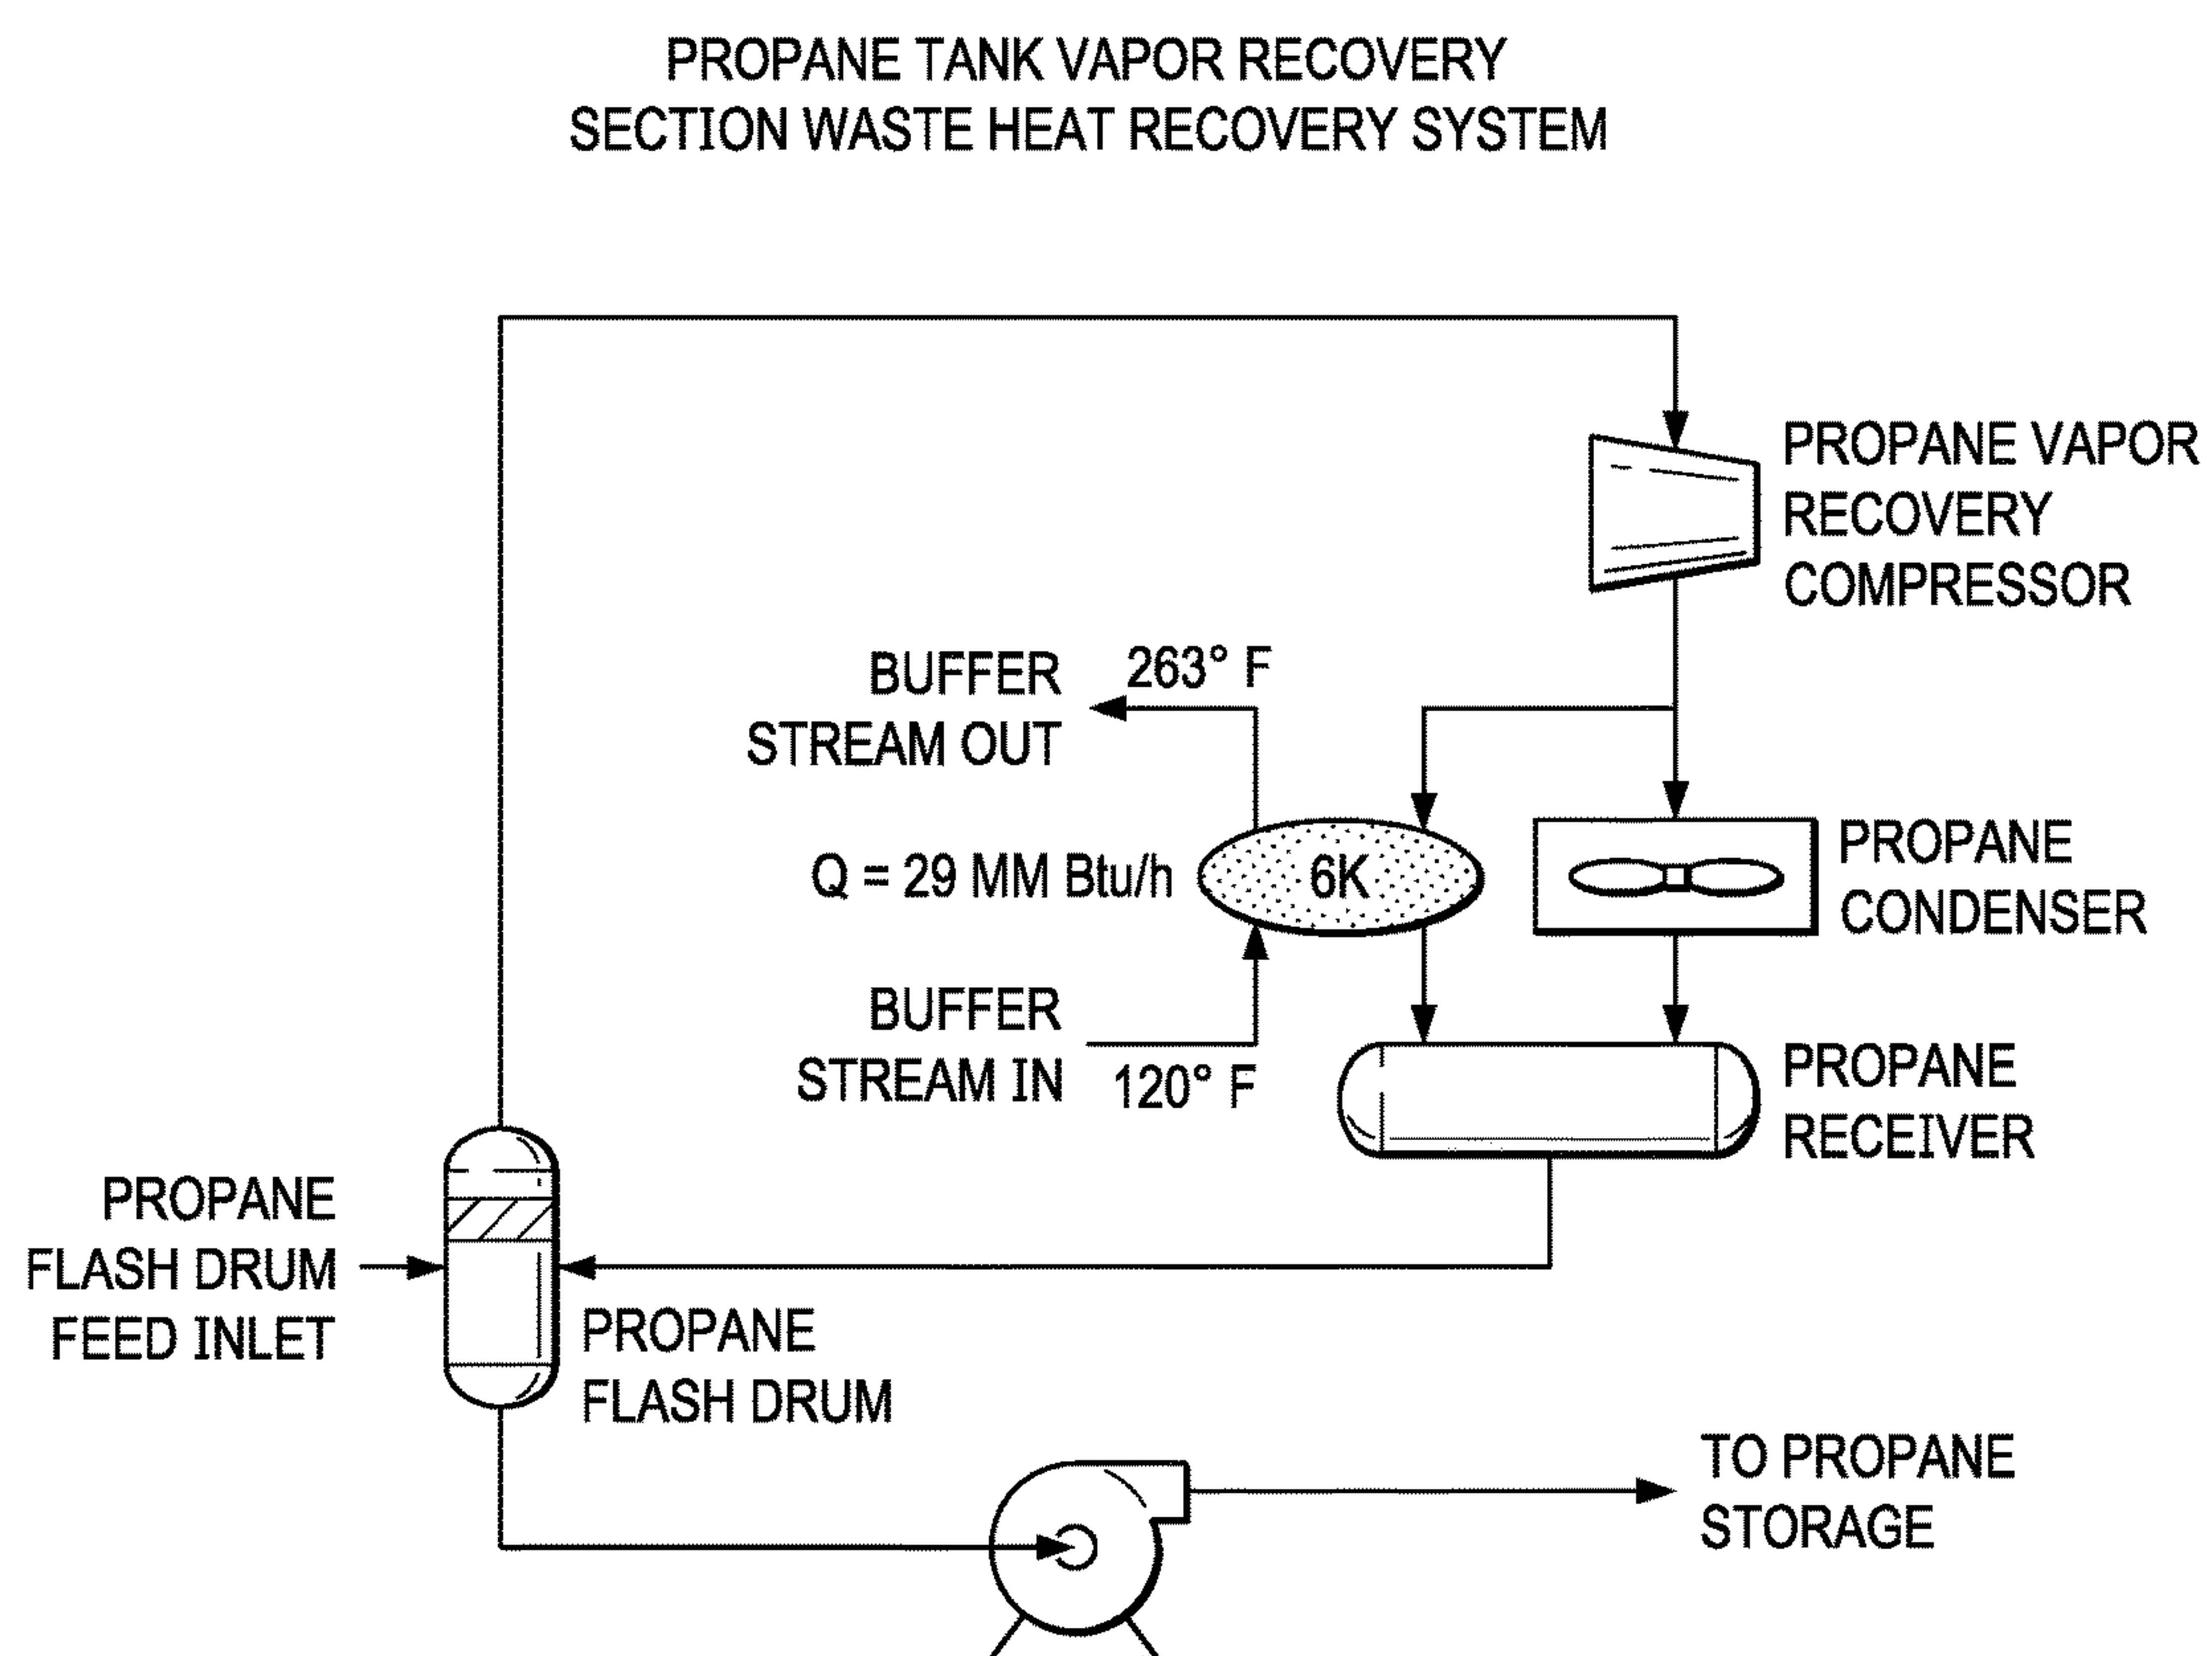 PROPANE TANK VAPOR RECOVERY
SECTION WASTE HEAT RECOVERY SYSTEM
PROPANE VAPOR
RECOVERY
COMPRESSOR
BUFFER
STREAM OUT
263° F
Q = 29 MM Btu/h
6K
PROPANE
CONDENSER
BUFFER
STREAM IN
120° F
PROPANE
RECEIVER
PROPANE
FLASH DRUM
FEED INLET
PROPANE
FLASH DRUM
TO PROPANE
STORAGE